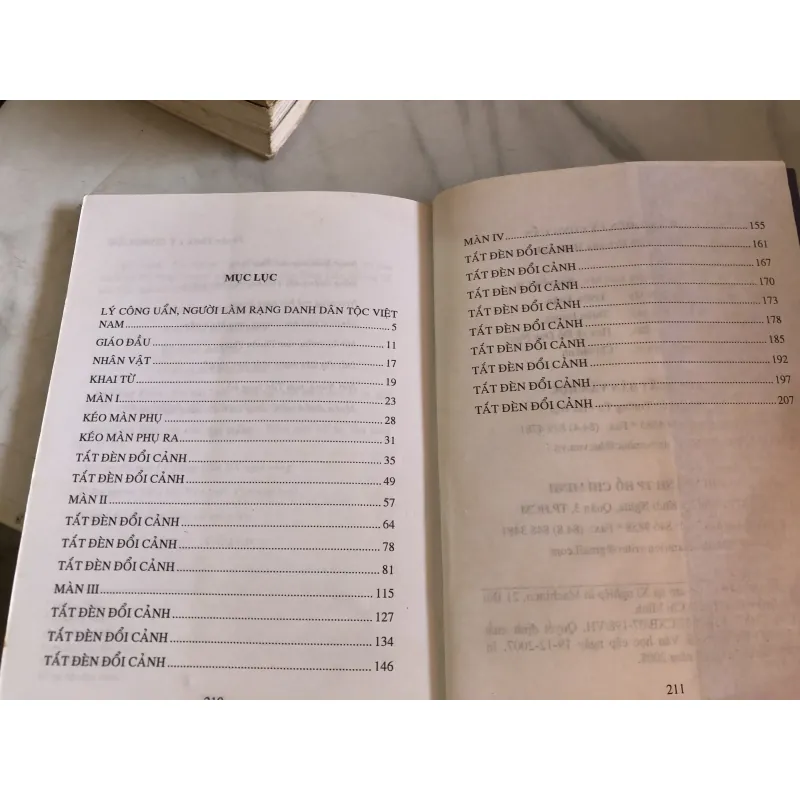 MỤC LỤC
LÝ CÔNG UẨN, NGƯỜI LÀM RẠNG DANH DÂN TỘC VIỆT
NAM 5
GIÁO ĐẦU 11
NHÂN VẬT 17
KHAI TỪ 19
MÀN I 23
KÉO MÀN PHỤ 28
KÉO MÀN PHỤ RA 31
TẮT ĐÈN ĐỔI CẢNH 35
TẮT ĐÈN ĐỔI CẢNH 49
MÀN II 57
TẮT ĐÈN ĐỔI CẢNH 64
TẮT ĐÈN ĐỔI CẢNH 78
TẮT ĐÈN ĐỔI CẢNH 81
MÀN III 115
TẮT ĐÈN ĐỔI CẢNH 127
TẮT ĐÈN ĐỔI CẢNH 134
TẮT ĐÈN ĐỔI CẢNH 146
210
MÀN IV 155
TẮT ĐÈN ĐỔI CẢNH 161
TẮT ĐÈN ĐỔI CẢNH 167
TẮT ĐÈN ĐỔI CẢNH 170
TẮT ĐÈN ĐỔI CẢNH 173
TẮT ĐÈN ĐỔI CẢNH 178
TẮT ĐÈN ĐỔI CẢNH 185
TẮT ĐÈN ĐỔI CẢNH 192
TẮT ĐÈN ĐỔI CẢNH 197
TẮT ĐÈN ĐỔI CẢNH 207
211